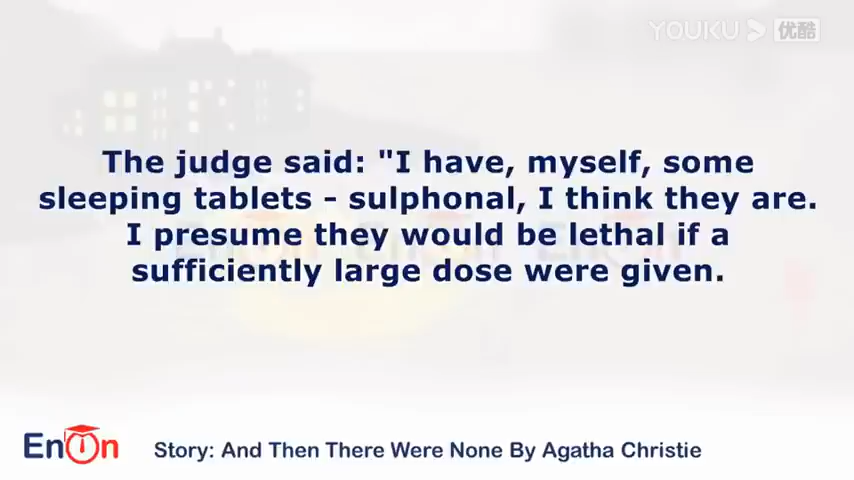 YOUKU 优酷
The judge said: "I have, myself, some
sleeping tablets - sulphonal, I think they are.
I presume they would be lethal if a
sufficiently large dose were given.
EnOn
Story: And Then There Were None By Agatha Christie